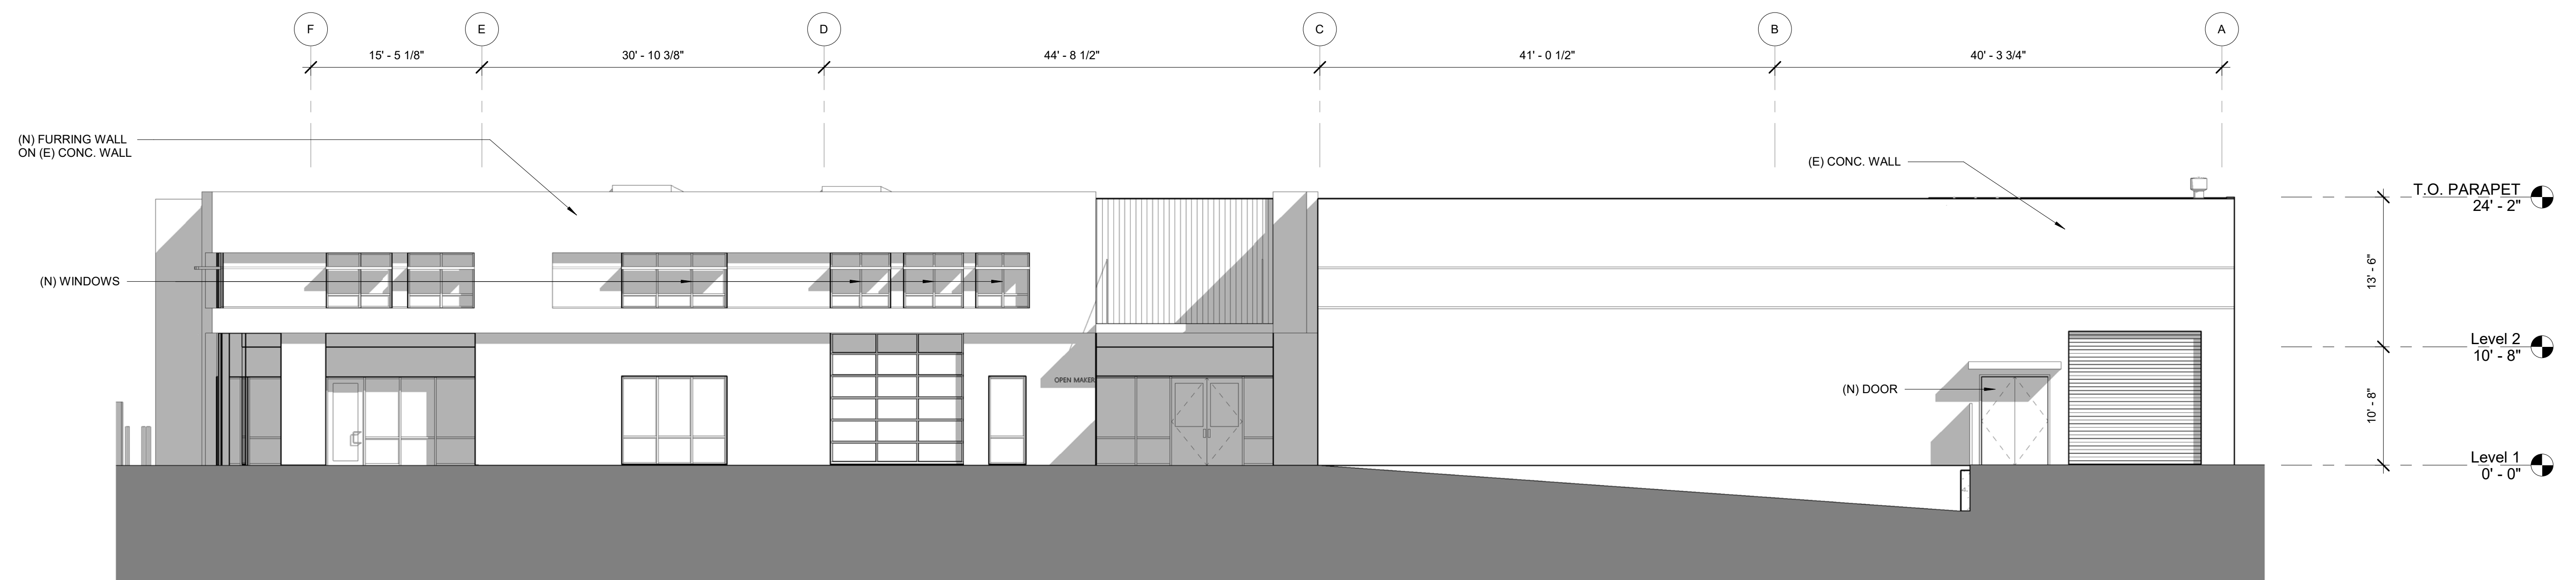 F
E
D
C
B
A
15' - 5 1/8"
30' - 10 3/8"
44' - 8 1/2"
41' - 0 1/2"
40' - 3 3/4"
(N) FURRING WALL
ON (E) CONC. WALL
(E) CONC. WALL
T.O. PARAPET
24' - 2"
13' - 6"
(N) WINDOWS
Level 2
10' - 8"
OPEN MAKER
(N) DOOR
10' - 8"
Level 1
0' - 0"